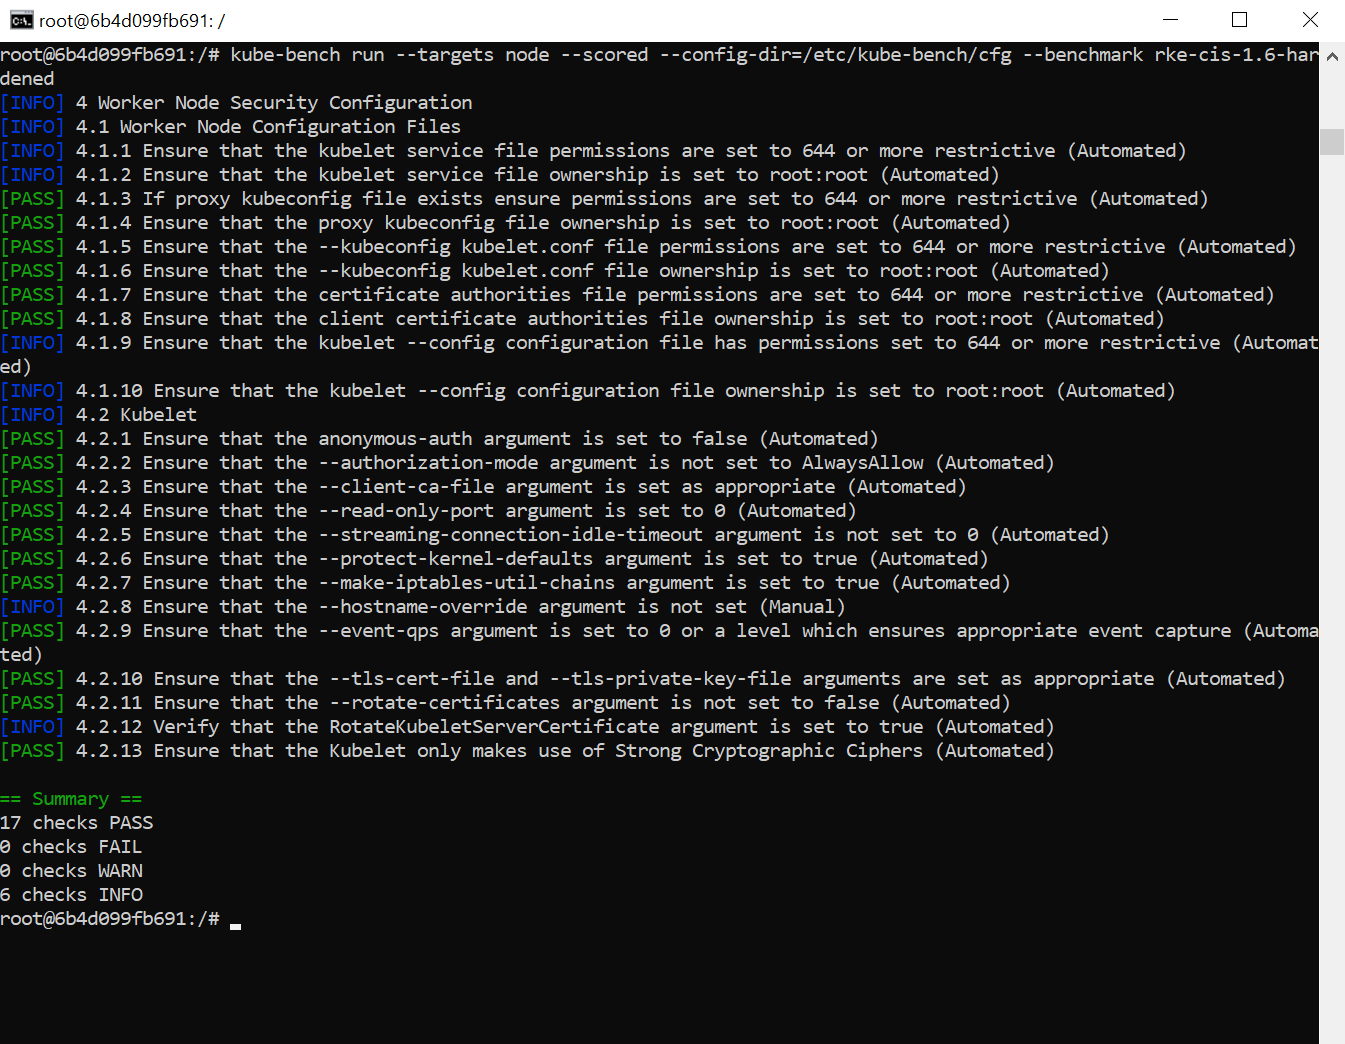 root@6b4d099fb691: /
root@6b4d099fb691:/# kube-bench run --targets node --scored --config-dir=/etc/kube-bench/cfg --benchmark rke-cis-1.6-har
dened
[INFO] 4 Worker Node Security Configuration
[INFO] 4.1 Worker Node Configuration Files
[INFO] 4.1.1 Ensure that the kubelet service file permissions are set to 644 or more restrictive (Automated)
[INFO] 4.1.2 Ensure that the kubelet service file ownership is set to root:root (Automated)
[PASS] 4.1.3 If proxy kubeconfig file exists ensure permissions are set to 644 or more restrictive (Automated)
[PASS] 4.1.4 Ensure that the proxy kubeconfig file ownership is set to root:root (Automated)
[PASS] 4.1.5 Ensure that the --kubeconfig kubelet.conf file permissions are set to 644 or more restrictive (Automated)
[PASS] 4.1.6 Ensure that the --kubeconfig kubelet.conf file ownership is set to root:root (Automated)
[PASS] 4.1.7 Ensure that the certificate authorities file permissions are set to 644 or more restrictive (Automated)
[PASS] 4.1.8 Ensure that the client certificate authorities file ownership is set to root:root (Automated)
[INFO] 4.1.9 Ensure that the kubelet --config configuration file has permissions set to 644 or more restrictive (Automat
ed)
[INFO] 4.1.10 Ensure that the kubelet --config configuration file ownership is set to root:root (Automated)
[INFO] 4.2 Kubelet
[PASS] 4.2.1 Ensure that the anonymous-auth argument is set to false (Automated)
[PASS] 4.2.2 Ensure that the --authorization-mode argument is not set to AlwaysAllow (Automated)
[PASS] 4.2.3 Ensure that the --client-ca-file argument is set as appropriate (Automated)
[PASS] 4.2.4 Ensure that the --read-only-port argument is set to 0 (Automated)
[PASS] 4.2.5 Ensure that the --streaming-connection-idle-timeout argument is not set to 0 (Automated)
[PASS] 4.2.6 Ensure that the --protect-kernel-defaults argument is set to true (Automated)
[PASS] 4.2.7 Ensure that the --make-iptables-util-chains argument is set to true (Automated)
[INFO] 4.2.8 Ensure that the --hostname-override argument is not set (Manual)
[PASS] 4.2.9 Ensure that the --event-qps argument is set to 0 or a level which ensures appropriate event capture (Automa
ted)
[PASS] 4.2.10 Ensure that the --tls-cert-file and --tls-private-key-file arguments are set as appropriate (Automated)
[PASS] 4.2.11 Ensure that the --rotate-certificates argument is not set to false (Automated)
[INFO] 4.2.12 Verify that the RotateKubeletServerCertificate argument is set to true (Automated)
[PASS] 4.2.13 Ensure that the Kubelet only makes use of Strong Cryptographic Ciphers (Automated)
== Summary ==
17 checks PASS
0 checks FAIL
0 checks WARN
6 checks INFO
root@6b4d099fb691:/#